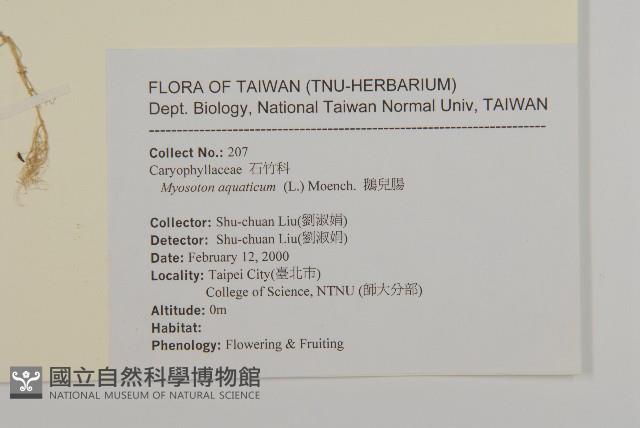 FLORA OF TAIWAN (TNU-HERBARIUM)
Dept. Biology, National Taiwan Normal Univ, TAIWAN
--------------------------------------------------------------------------------
Collect No.: 207
Caryophyllaceae 石竹科
Myosoton aquaticum (L.) Moench. 鵝兒腸
Collector: Shu-chuan Liu(劉淑娟)
Detector: Shu-chuan Liu(劉淑娟)
Date: February 12, 2000
Locality: Taipei City(臺北市)
College of Science, NTNU (師大分部)
Altitude: 0m
Habitat:
Phenology: Flowering & Fruiting
國立自然科學博物館
NATIONAL MUSEUM OF NATURAL SCIENCE